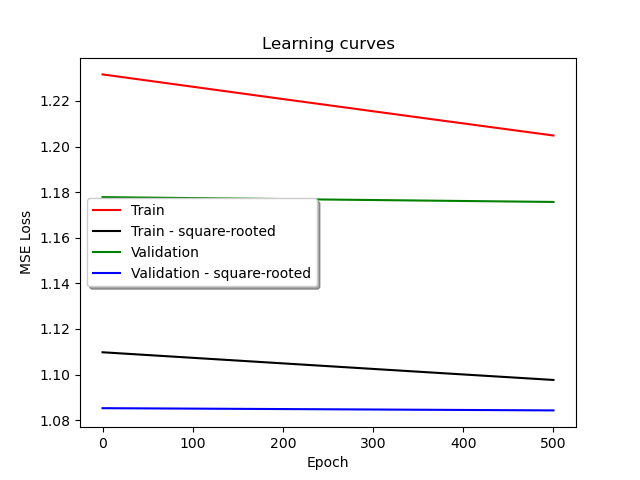 Learning curves
MSE Loss
1.22
1.20
1.18
1.16
1.14
1.12
1.10
1.08
Train
Train - square-rooted
Validation
Validation - square-rooted
0
100
200
300
400
500
Epoch